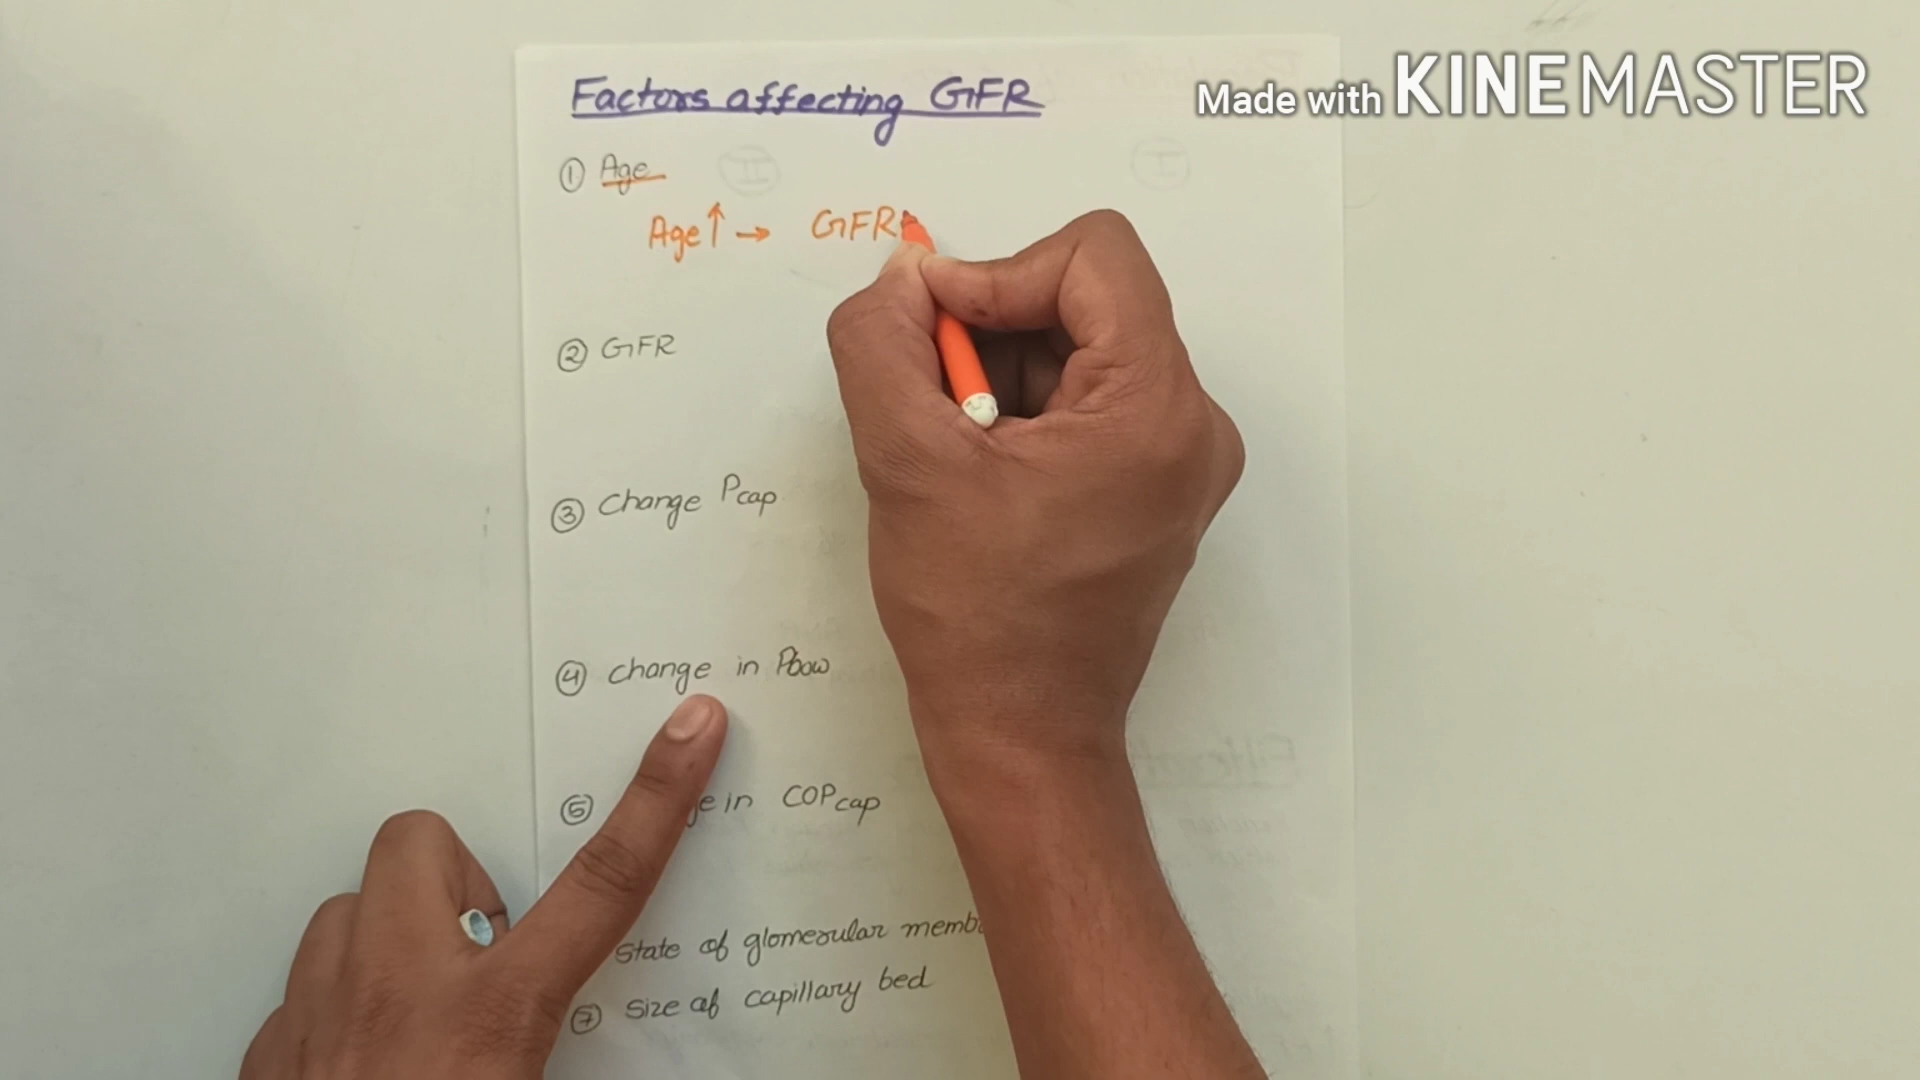 Factors affecting GFR
Made with KINEMASTER
① Age
Age↑ → GFR
② GFR
③ Change Pcap
④ change in Pbow
⑤ in COPcap
State of glomerular
⑦ Size of capillary bed